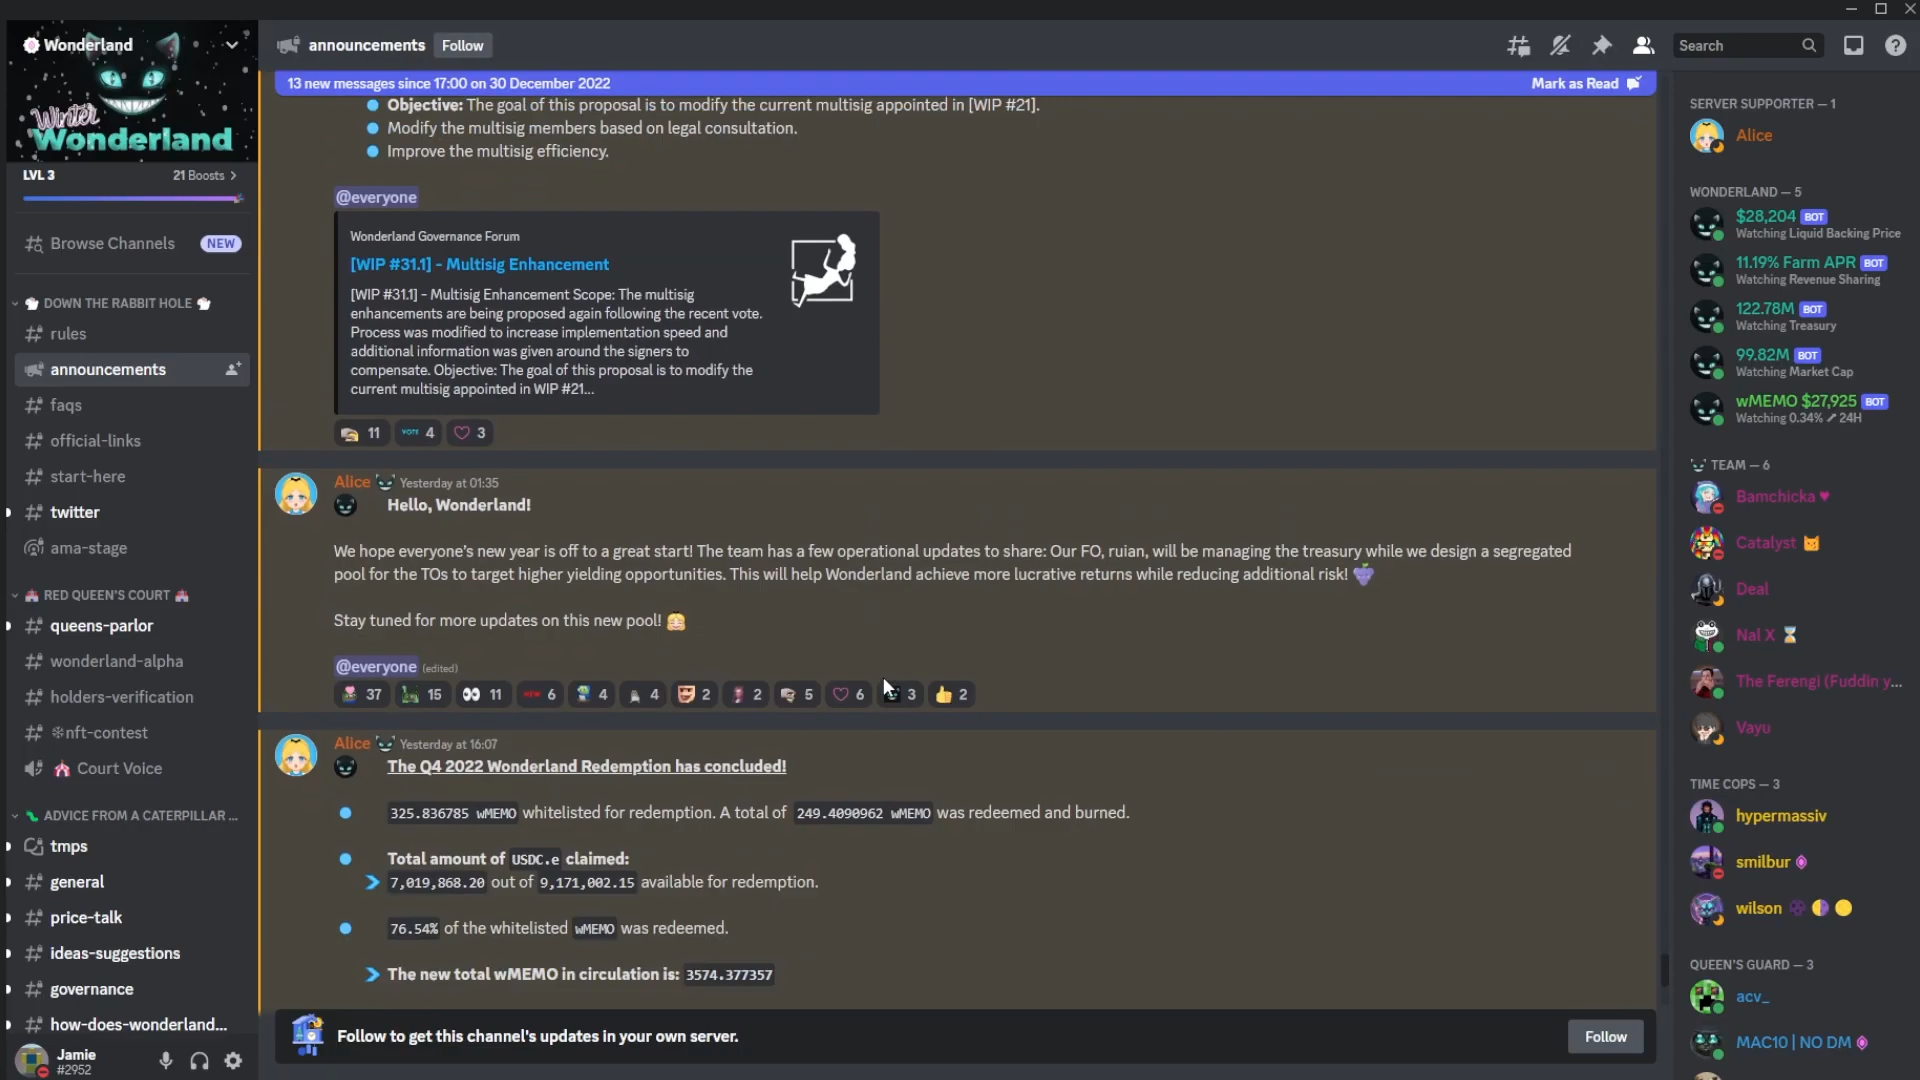 Wonderland
Winter
Wonderland
LVL 3
21 Boosts
Browse Channels
NEW
DOWN THE RABBIT HOLE
rules
announcements
faqs
official-links
start-here
twitter
ama-stage
RED QUEEN'S COURT
queens-parlor
wonderland-alpha
holders-verification
nft-contest
Court Voice
ADVICE FROM A CATERPILLAR ...
tmps
general
price-talk
ideas-suggestions
governance
how-does-wonderland...
Jamie
#2952
announcements
Follow
Search
13 new messages since 17:00 on 30 December 2022
Mark as Read
Objective: The goal of this proposal is to modify the current multisig appointed in [WIP #21].
Modify the multisig members based on legal consultation.
Improve the multisig efficiency.
@everyone
Wonderland Governance Forum
[WIP #31.1] - Multisig Enhancement
[WIP #31.1] - Multisig Enhancement Scope: The multisig
enhancements are being proposed again following the recent vote.
Process was modified to increase implementation speed and
additional information was given around the signers to
compensate. Objective: The goal of this proposal is to modify the
current multisig appointed in WIP #21...
11
VOTE 4
3
Alice Yesterday at 01:35
Hello, Wonderland!
We hope everyone's new year is off to a great start! The team has a few operational updates to share: Our FO, ruian, will be managing the treasury while we design a segregated
pool for the TOs to target higher yielding opportunities. This will help Wonderland achieve more lucrative returns while reducing additional risk!
Stay tuned for more updates on this new pool!
@everyone (edited)
37 15 11 6 4 4 2 2 5 6 3 2
Alice Yesterday at 16:07
The Q4 2022 Wonderland Redemption has concluded!
325.836785 wMEMO whitelisted for redemption. A total of 249.4090962 wMEMO was redeemed and burned.
Total amount of USDC.e claimed:
7,019,868.20 out of 9,171,002.15 available for redemption.
76.54% of the whitelisted wMEMO was redeemed.
The new total wMEMO in circulation is: 3574.377357
Follow to get this channel's updates in your own server.
Follow
SERVER SUPPORTER — 1
Alice
WONDERLAND — 5
$28,204 BOT
Watching Liquid Backing Price
11.19% Farm APR BOT
Watching Revenue Sharing
122.78M BOT
Watching Treasury
99.82M BOT
Watching Market Cap
wMEMO $27,925 BOT
Watching 0.34% 24H
TEAM — 6
Bamchicka ♥
Catalyst
Deal
Nal X
The Ferengi (Fuddin y...
Vayu
TIME COPS — 3
hypermassiv
smilbur
wilson
QUEEN'S GUARD — 3
acv_
MAC10 | NO DM